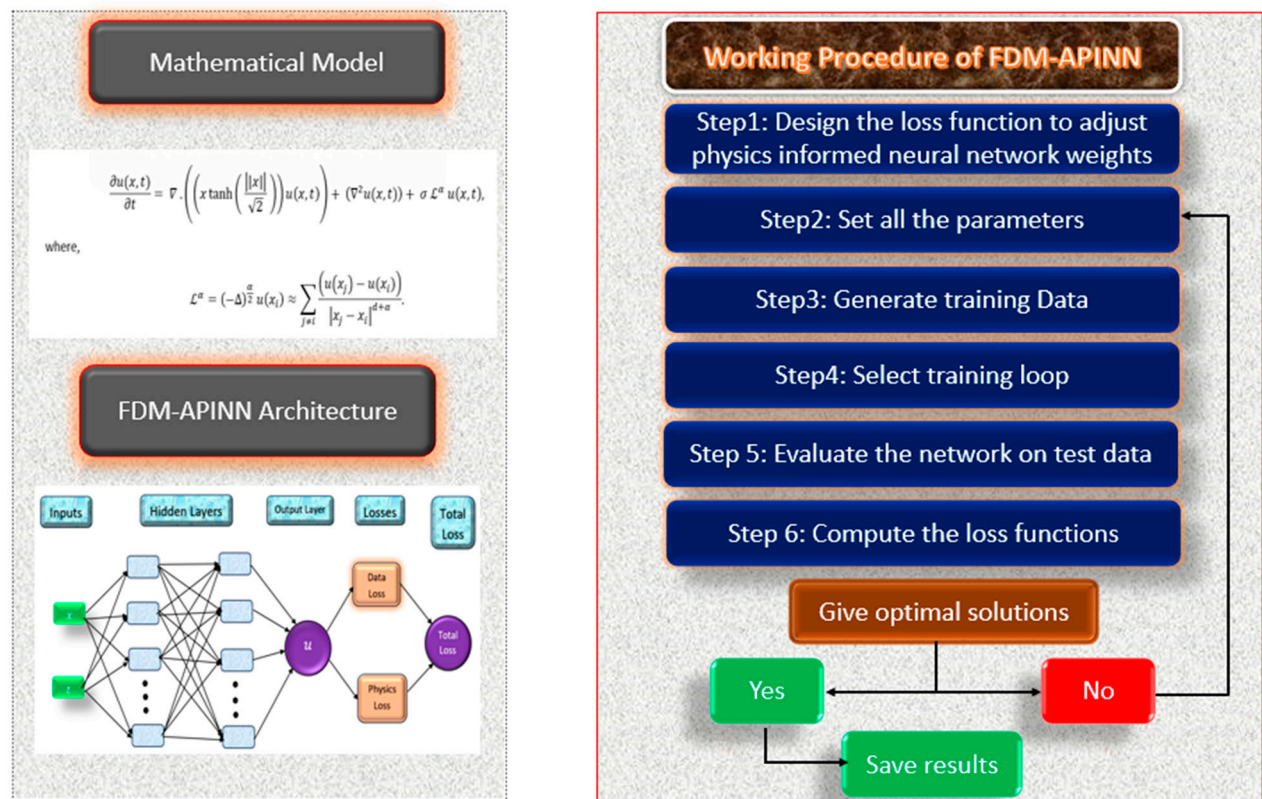 Mathematical Model
∂u(x,t)/∂t = ∇.((x tanh(||x||/√2))u(x,t)) + (∇²u(x,t)) + σ ℒ^α u(x,t),
where,
ℒ^α = (−Δ)^(α/2) u(x_i) ≈ ∑_(j≠i) (u(x_j) − u(x_i))/|x_j − x_i|^(d+α).
FDM-APINN Architecture
Inputs
Hidden Layers
Output Layer
Losses
Total
Loss
x
t
u
Data
Loss
Physics
Loss
Total
Loss
Working Procedure of FDM-APINN
Step1: Design the loss function to adjust
physics informed neural network weights
Step2: Set all the parameters
Step3: Generate training Data
Step4: Select training loop
Step 5: Evaluate the network on test data
Step 6: Compute the loss functions
Give optimal solutions
Yes
No
Save results